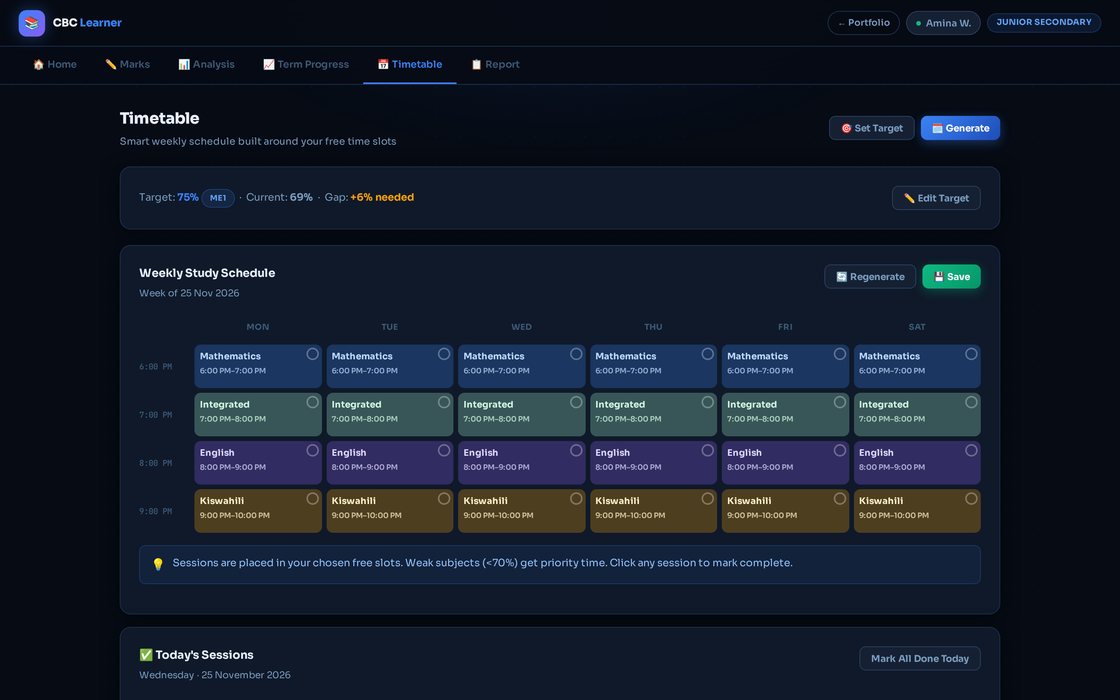 CBC Learner
← Portfolio
Amina W.
JUNIOR SECONDARY
Home
Marks
Analysis
Term Progress
Timetable
Report
Timetable
Smart weekly schedule built around your free time slots
Set Target
Generate
Target: 75% ME1 · Current: 69% · Gap: +6% needed
Edit Target
Weekly Study Schedule
Week of 25 Nov 2026
Regenerate
Save
MON TUE WED THU FRI SAT
6:00 PM
Mathematics Mathematics Mathematics Mathematics Mathematics Mathematics
6:00 PM–7:00 PM 6:00 PM–7:00 PM 6:00 PM–7:00 PM 6:00 PM–7:00 PM 6:00 PM–7:00 PM 6:00 PM–7:00 PM
7:00 PM
Integrated Integrated Integrated Integrated Integrated Integrated
7:00 PM–8:00 PM 7:00 PM–8:00 PM 7:00 PM–8:00 PM 7:00 PM–8:00 PM 7:00 PM–8:00 PM 7:00 PM–8:00 PM
8:00 PM
English English English English English English
8:00 PM–9:00 PM 8:00 PM–9:00 PM 8:00 PM–9:00 PM 8:00 PM–9:00 PM 8:00 PM–9:00 PM 8:00 PM–9:00 PM
9:00 PM
Kiswahili Kiswahili Kiswahili Kiswahili Kiswahili Kiswahili
9:00 PM–10:00 PM 9:00 PM–10:00 PM 9:00 PM–10:00 PM 9:00 PM–10:00 PM 9:00 PM–10:00 PM 9:00 PM–10:00 PM
Sessions are placed in your chosen free slots. Weak subjects (<70%) get priority time. Click any session to mark complete.
Today's Sessions
Wednesday · 25 November 2026
Mark All Done Today